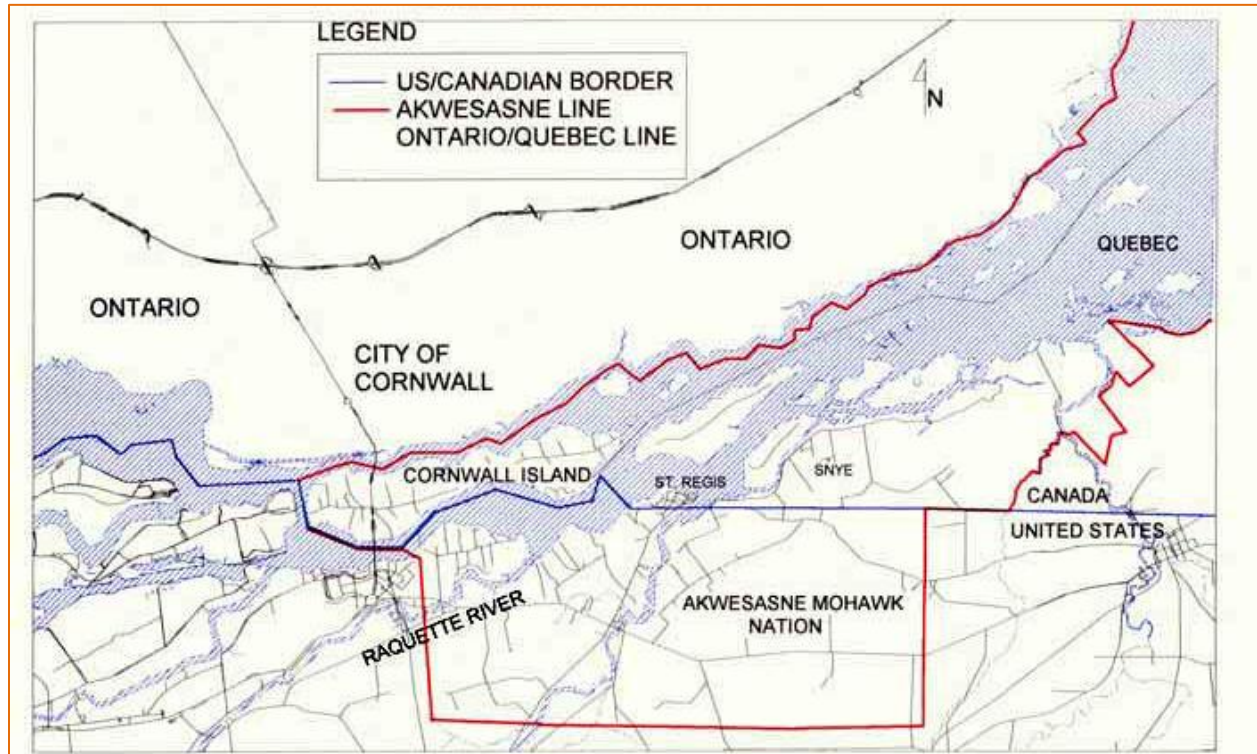 LEGEND
US/CANADIAN BORDER
AKWESASNE LINE
ONTARIO/QUEBEC LINE
N
ONTARIO
QUEBEC
ONTARIO
CITY OF
CORNWALL
CORNWALL ISLAND
ST. REGIS
SNYE
CANADA
UNITED STATES
AKWESASNE MOHAWK
NATION
RAQUETTE RIVER